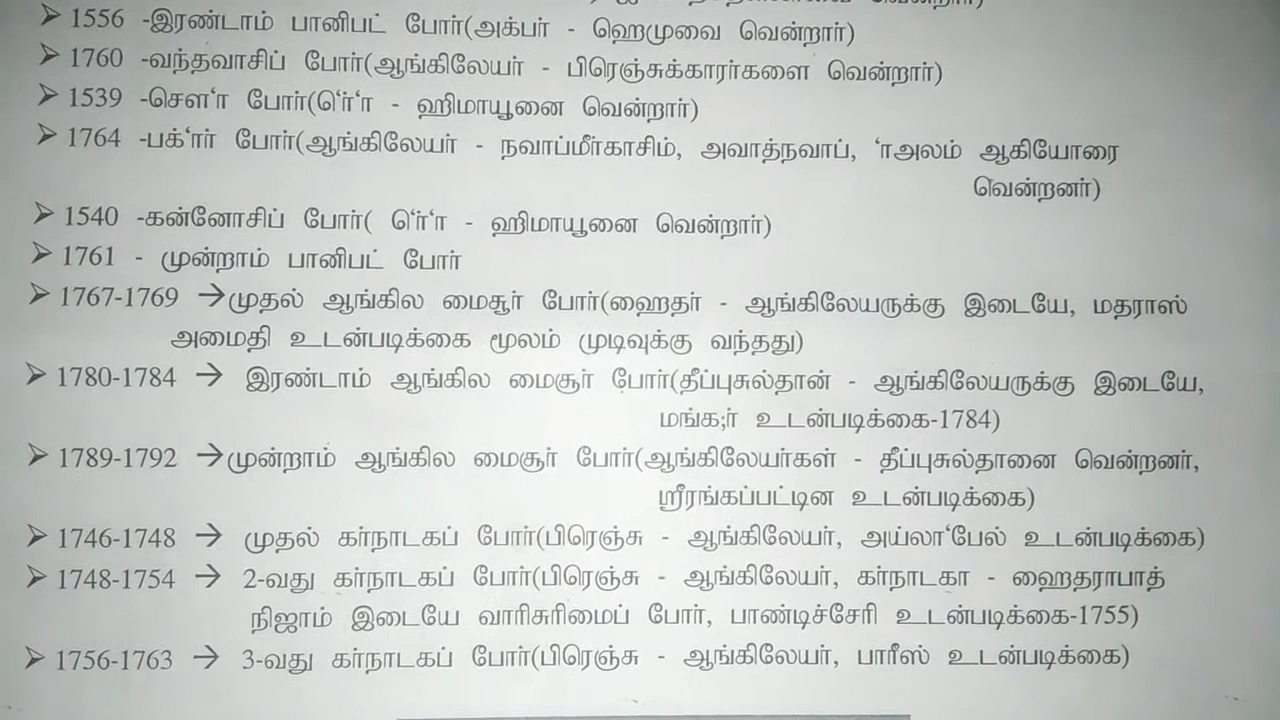 வென்றார்)
➢ 1556 -இரண்டாம் பானிபட் போர்(அக்பர் - ஹெமுவை வென்றார்)
➢ 1760 -வந்தவாசிப் போர்(ஆங்கிலேயர் - பிரெஞ்சுக்காரர்களை வென்றார்)
➢ 1539 -சௌ‘ா போர்(ெ‘ர்‘ா - ஹிமாயூனை வென்றார்)
➢ 1764 -பக்‘ார் போர்(ஆங்கிலேயர் - நவாப்மீர்காசிம், அவாத்நவாப், ‘ாஅலம் ஆகியோரை
வென்றனர்)
➢ 1540 -கன்னோசிப் போர்( ெ‘ர்‘ா - ஹிமாயூனை வென்றார்)
➢ 1761 - முன்றாம் பானிபட் போர்
➢ 1767-1769 →முதல் ஆங்கில மைசூர் போர்(ஹைதர் - ஆங்கிலேயருக்கு இடையே, மதராஸ்
அமைதி உடன்படிக்கை மூலம் முடிவுக்கு வந்தது)
➢ 1780-1784 → இரண்டாம் ஆங்கில மைசூர் போர்(தீப்புசுல்தான் - ஆங்கிலேயருக்கு இடையே,
மங்க;ர் உடன்படிக்கை-1784)
➢ 1789-1792 →முன்றாம் ஆங்கில மைசூர் போர்(ஆங்கிலேயர்கள் - தீப்புசுல்தானை வென்றனர்,
ஸ்ரீரங்கப்பட்டின உடன்படிக்கை)
➢ 1746-1748 → முதல் கர்நாடகப் போர்(பிரெஞ்சு - ஆங்கிலேயர், அய்லா‘பேல் உடன்படிக்கை)
➢ 1748-1754 → 2-வது கர்நாடகப் போர்(பிரெஞ்சு - ஆங்கிலேயர், கர்நாடகா - ஹைதராபாத்
நிஜாம் இடையே வாரிசுரிமைப் போர், பாண்டிச்சேரி உடன்படிக்கை-1755)
➢ 1756-1763 → 3-வது கர்நாடகப் போர்(பிரெஞ்சு - ஆங்கிலேயர், பாரீஸ் உடன்படிக்கை)